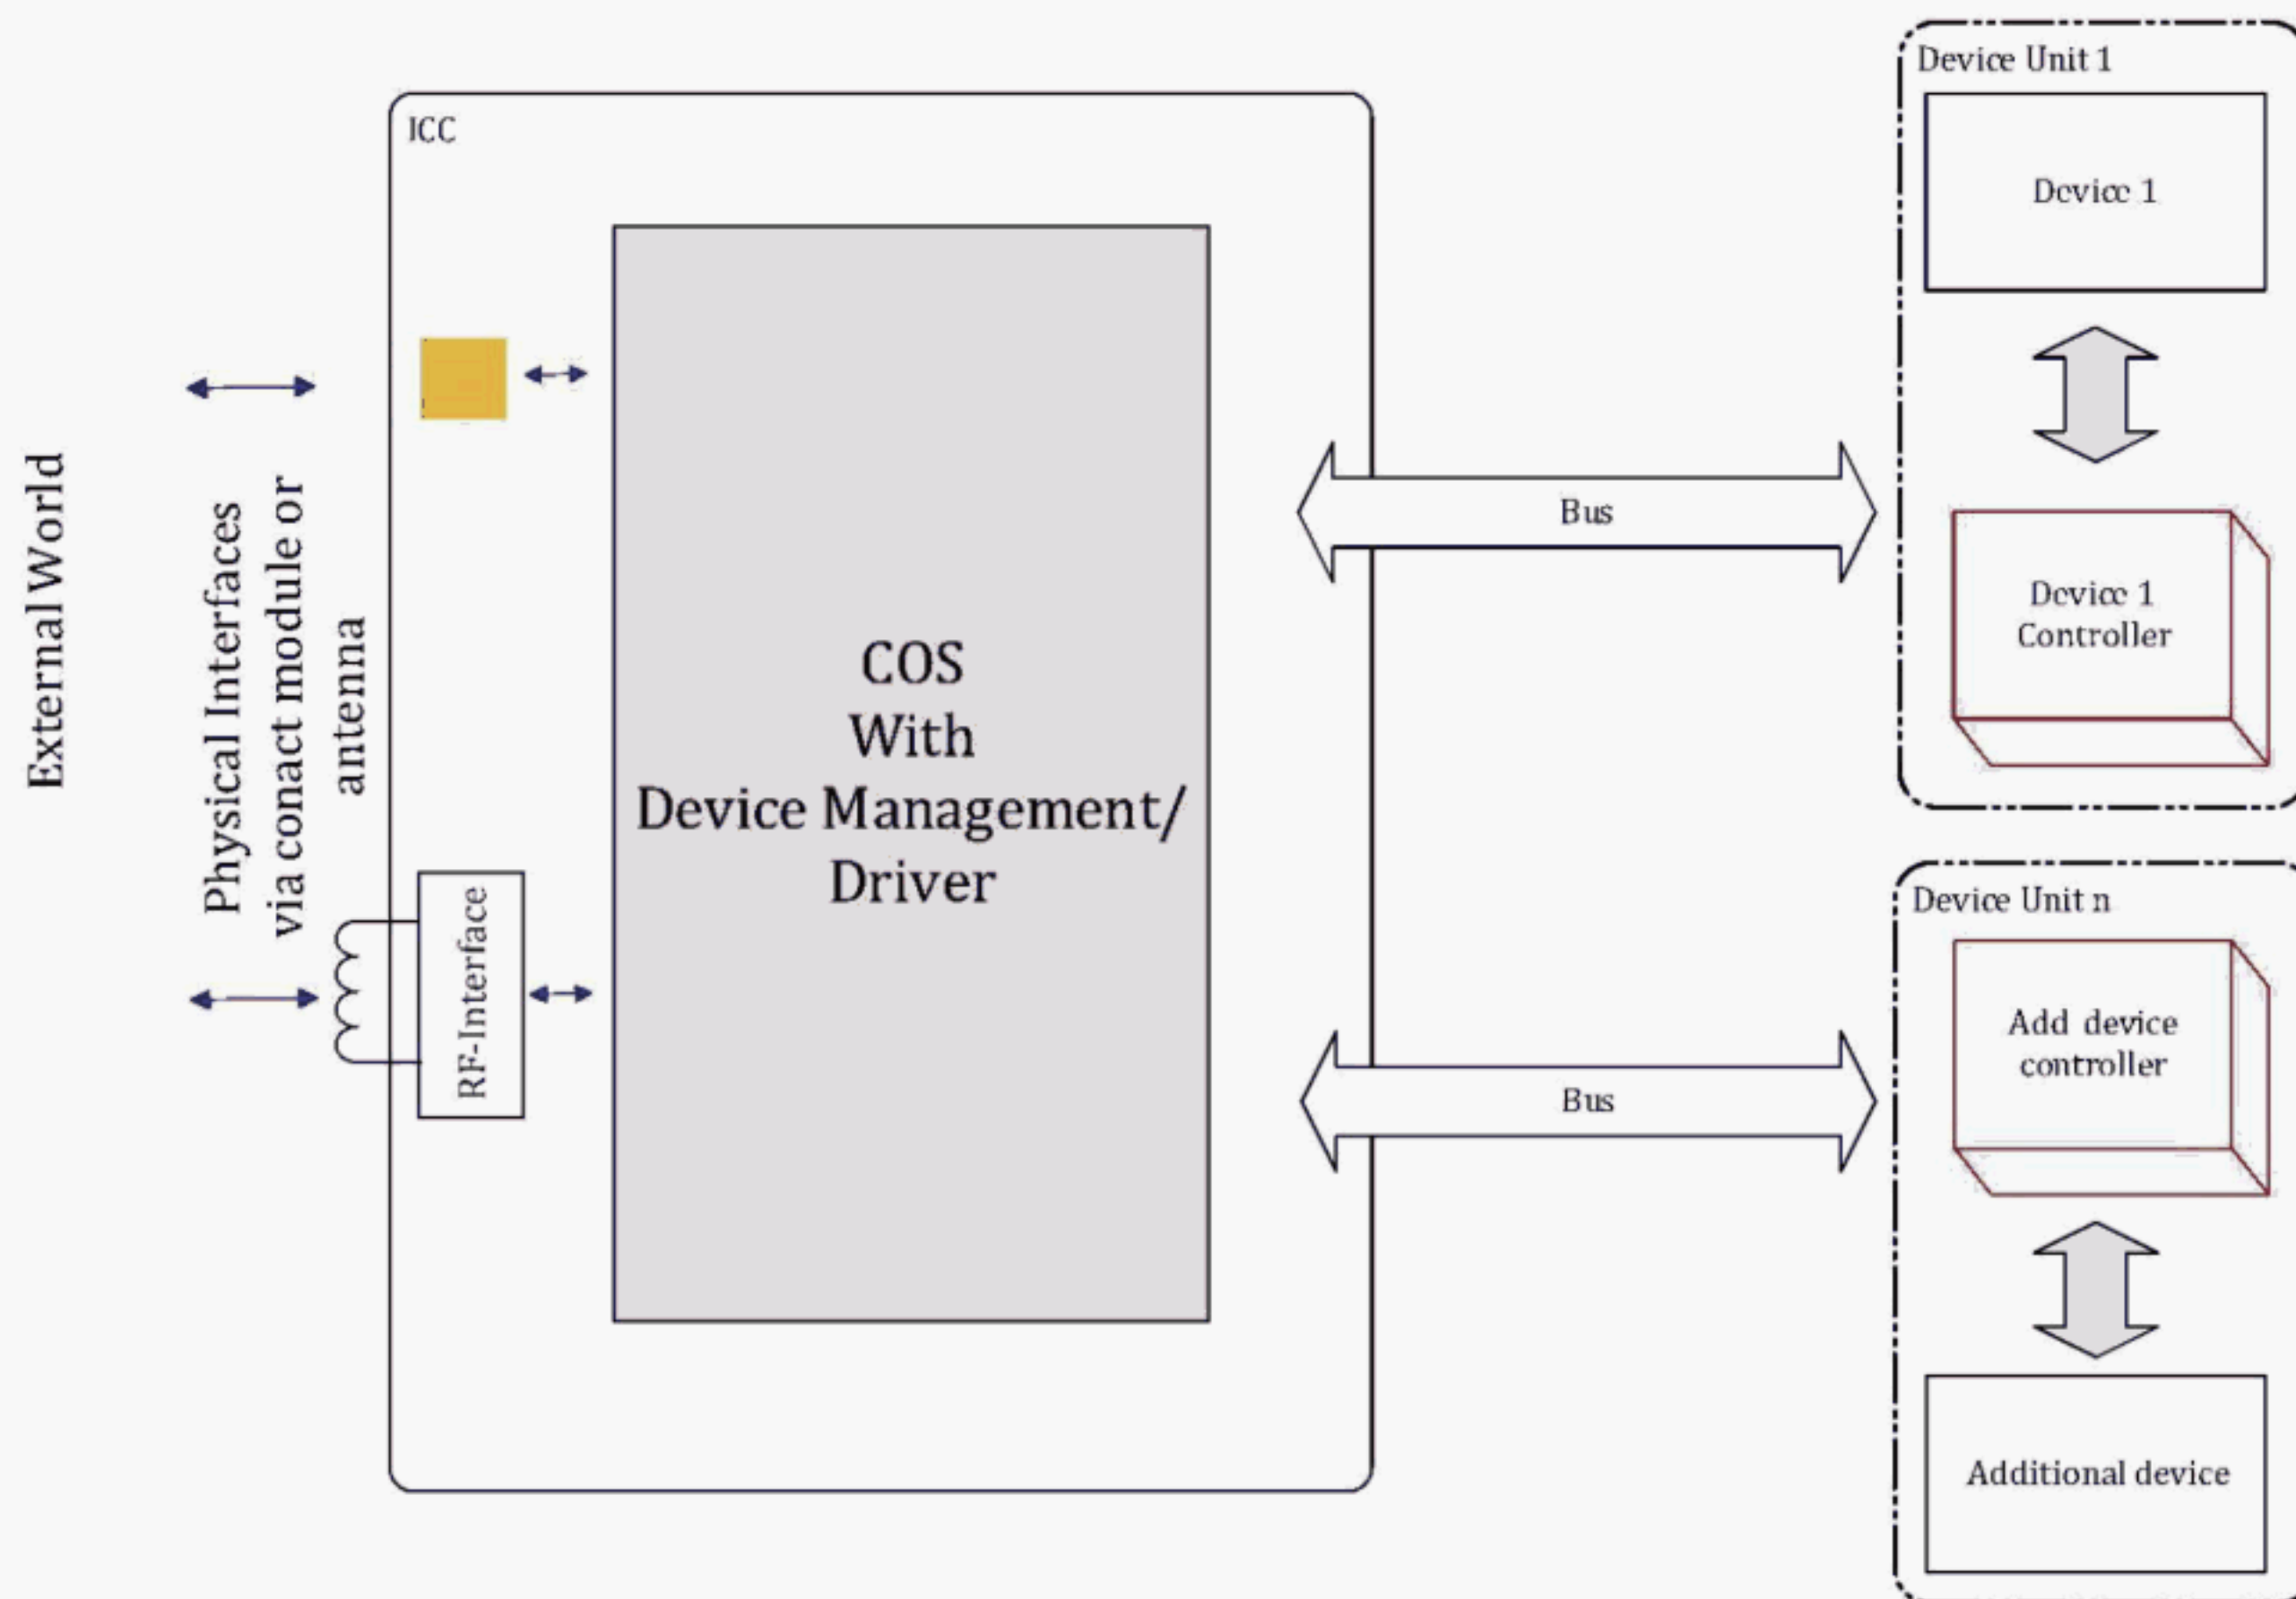 External World
Physical Interfaces
via conact module or
antenna
ICC
RF-Interface
COS
With
Device Management/
Driver
Bus
Bus
Device Unit 1
Device 1
Device 1
Controller
Device Unit n
Add device
controller
Additional device